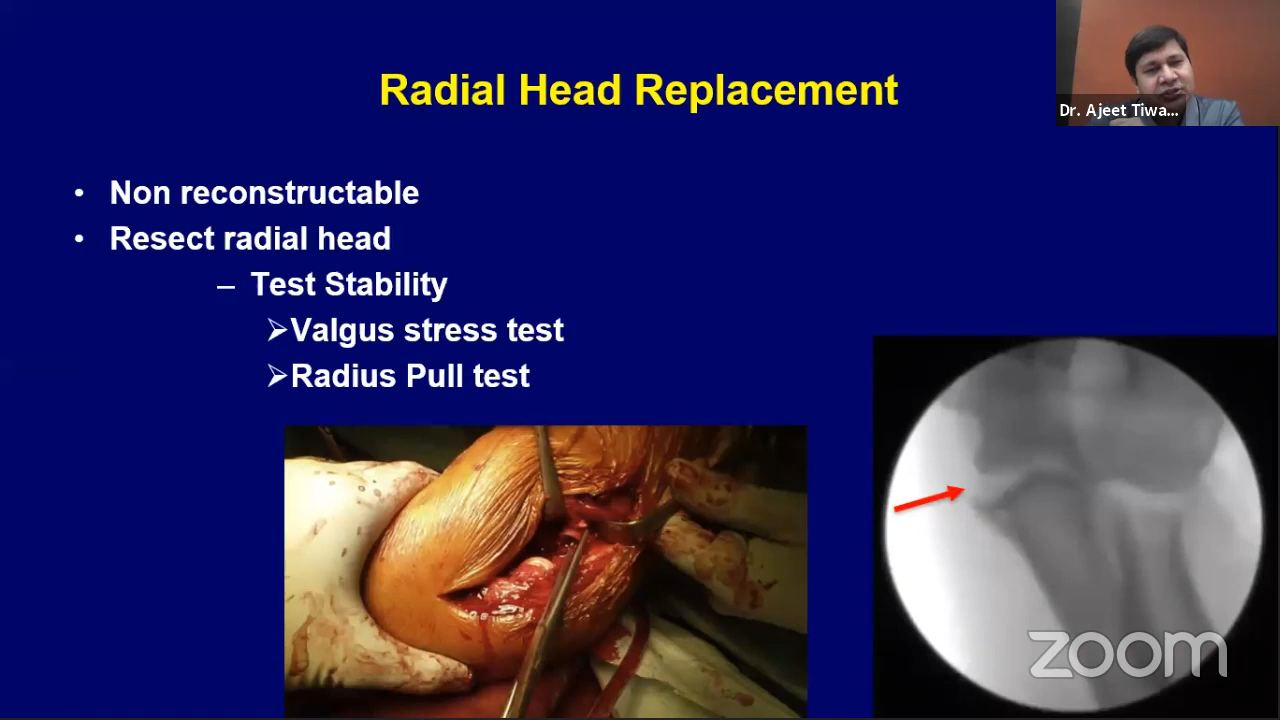 Radial Head Replacement
Dr. Ajeet Tiwa...
• Non reconstructable
• Resect radial head
– Test Stability
➢Valgus stress test
➢Radius Pull test
zoom